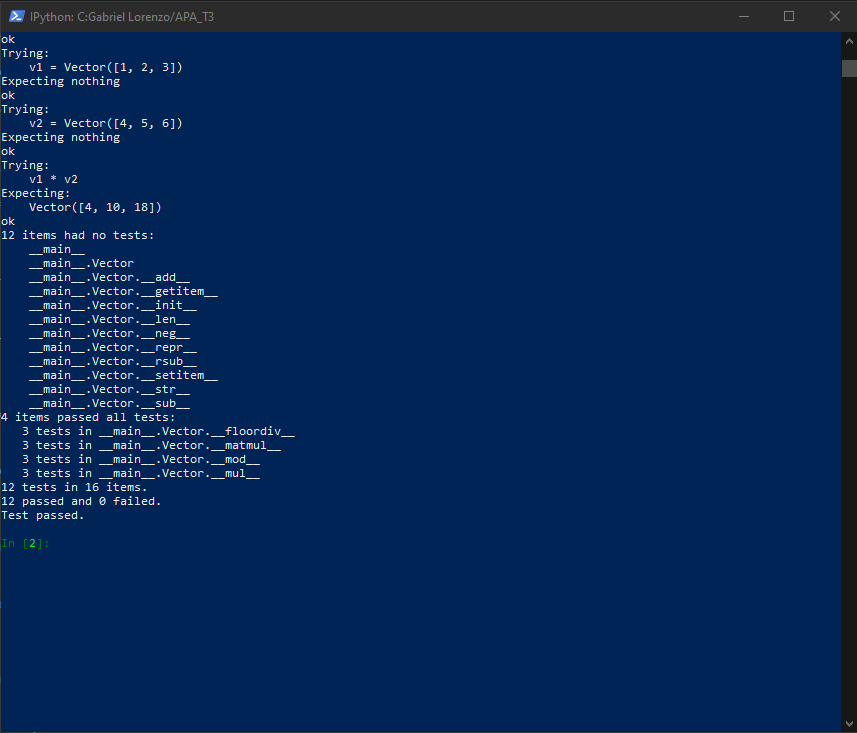 IPython: C:Gabriel Lorenzo/APA_T3
ok
Trying:
    v1 = Vector([1, 2, 3])
Expecting nothing
ok
Trying:
    v2 = Vector([4, 5, 6])
Expecting nothing
ok
Trying:
    v1 * v2
Expecting:
    Vector([4, 10, 18])
ok
12 items had no tests:
    __main__
    __main__.Vector
    __main__.Vector.__add__
    __main__.Vector.__getitem__
    __main__.Vector.__init__
    __main__.Vector.__len__
    __main__.Vector.__neg__
    __main__.Vector.__repr__
    __main__.Vector.__rsub__
    __main__.Vector.__setitem__
    __main__.Vector.__str__
    __main__.Vector.__sub__
4 items passed all tests:
   3 tests in __main__.Vector.__floordiv__
   3 tests in __main__.Vector.__matmul__
   3 tests in __main__.Vector.__mod__
   3 tests in __main__.Vector.__mul__
12 tests in 16 items.
12 passed and 0 failed.
Test passed.
In [2]: